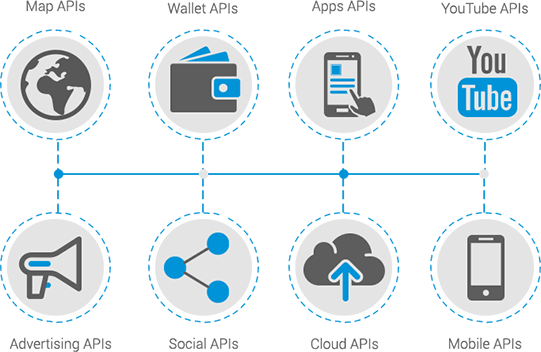 Map APIs
Wallet APIs
Apps APIs
YouTube APIs
You
Tube
Advertising APIs
Social APIs
Cloud APIs
Mobile APIs